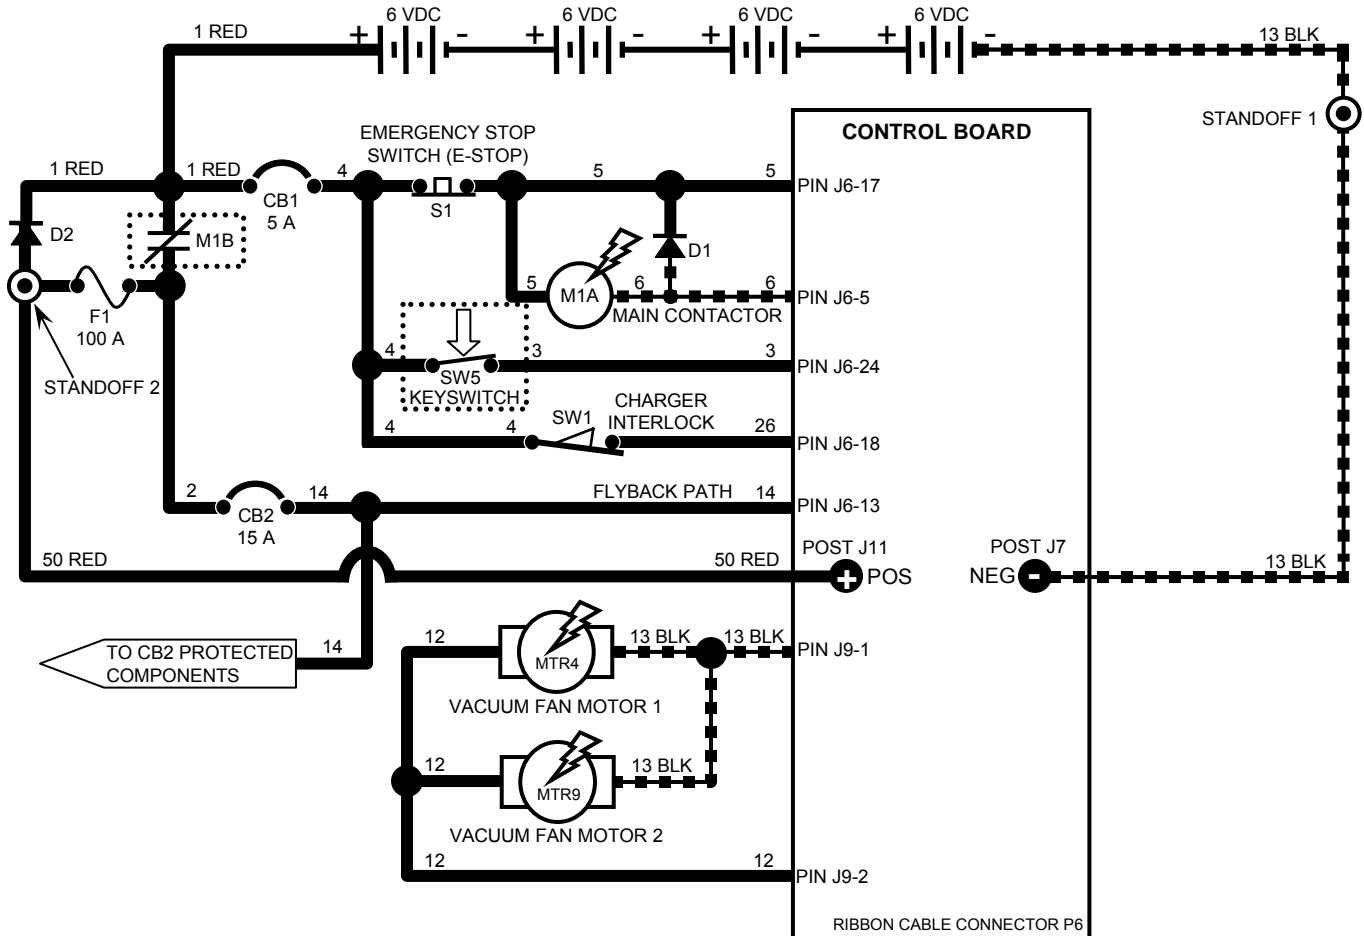 6 VDC 6 VDC 6 VDC 6 VDC
1 RED + - + - + - + - 13 BLK
STANDOFF 1
CONTROL BOARD
EMERGENCY STOP
SWITCH (E-STOP)
1 RED 1 RED 4 5 5 PIN J6-17
CB1
5 A
S1
D2 M1B D1
5 M1A 6 6 PIN J6-5
MAIN CONTACTOR
F1
100 A
STANDOFF 2
4 3 3 PIN J6-24
SW5
KEYSWITCH
CHARGER
INTERLOCK
4 4 SW1 26 PIN J6-18
2 14 FLYBACK PATH 14 PIN J6-13
CB2
15 A
50 RED 50 RED POST J11 POST J7 13 BLK
+ POS NEG -
TO CB2 PROTECTED
COMPONENTS
14
12 MTR4 13 BLK 13 BLK PIN J9-1
VACUUM FAN MOTOR 1
12 MTR9 13 BLK
VACUUM FAN MOTOR 2
12 12 PIN J9-2
RIBBON CABLE CONNECTOR P6